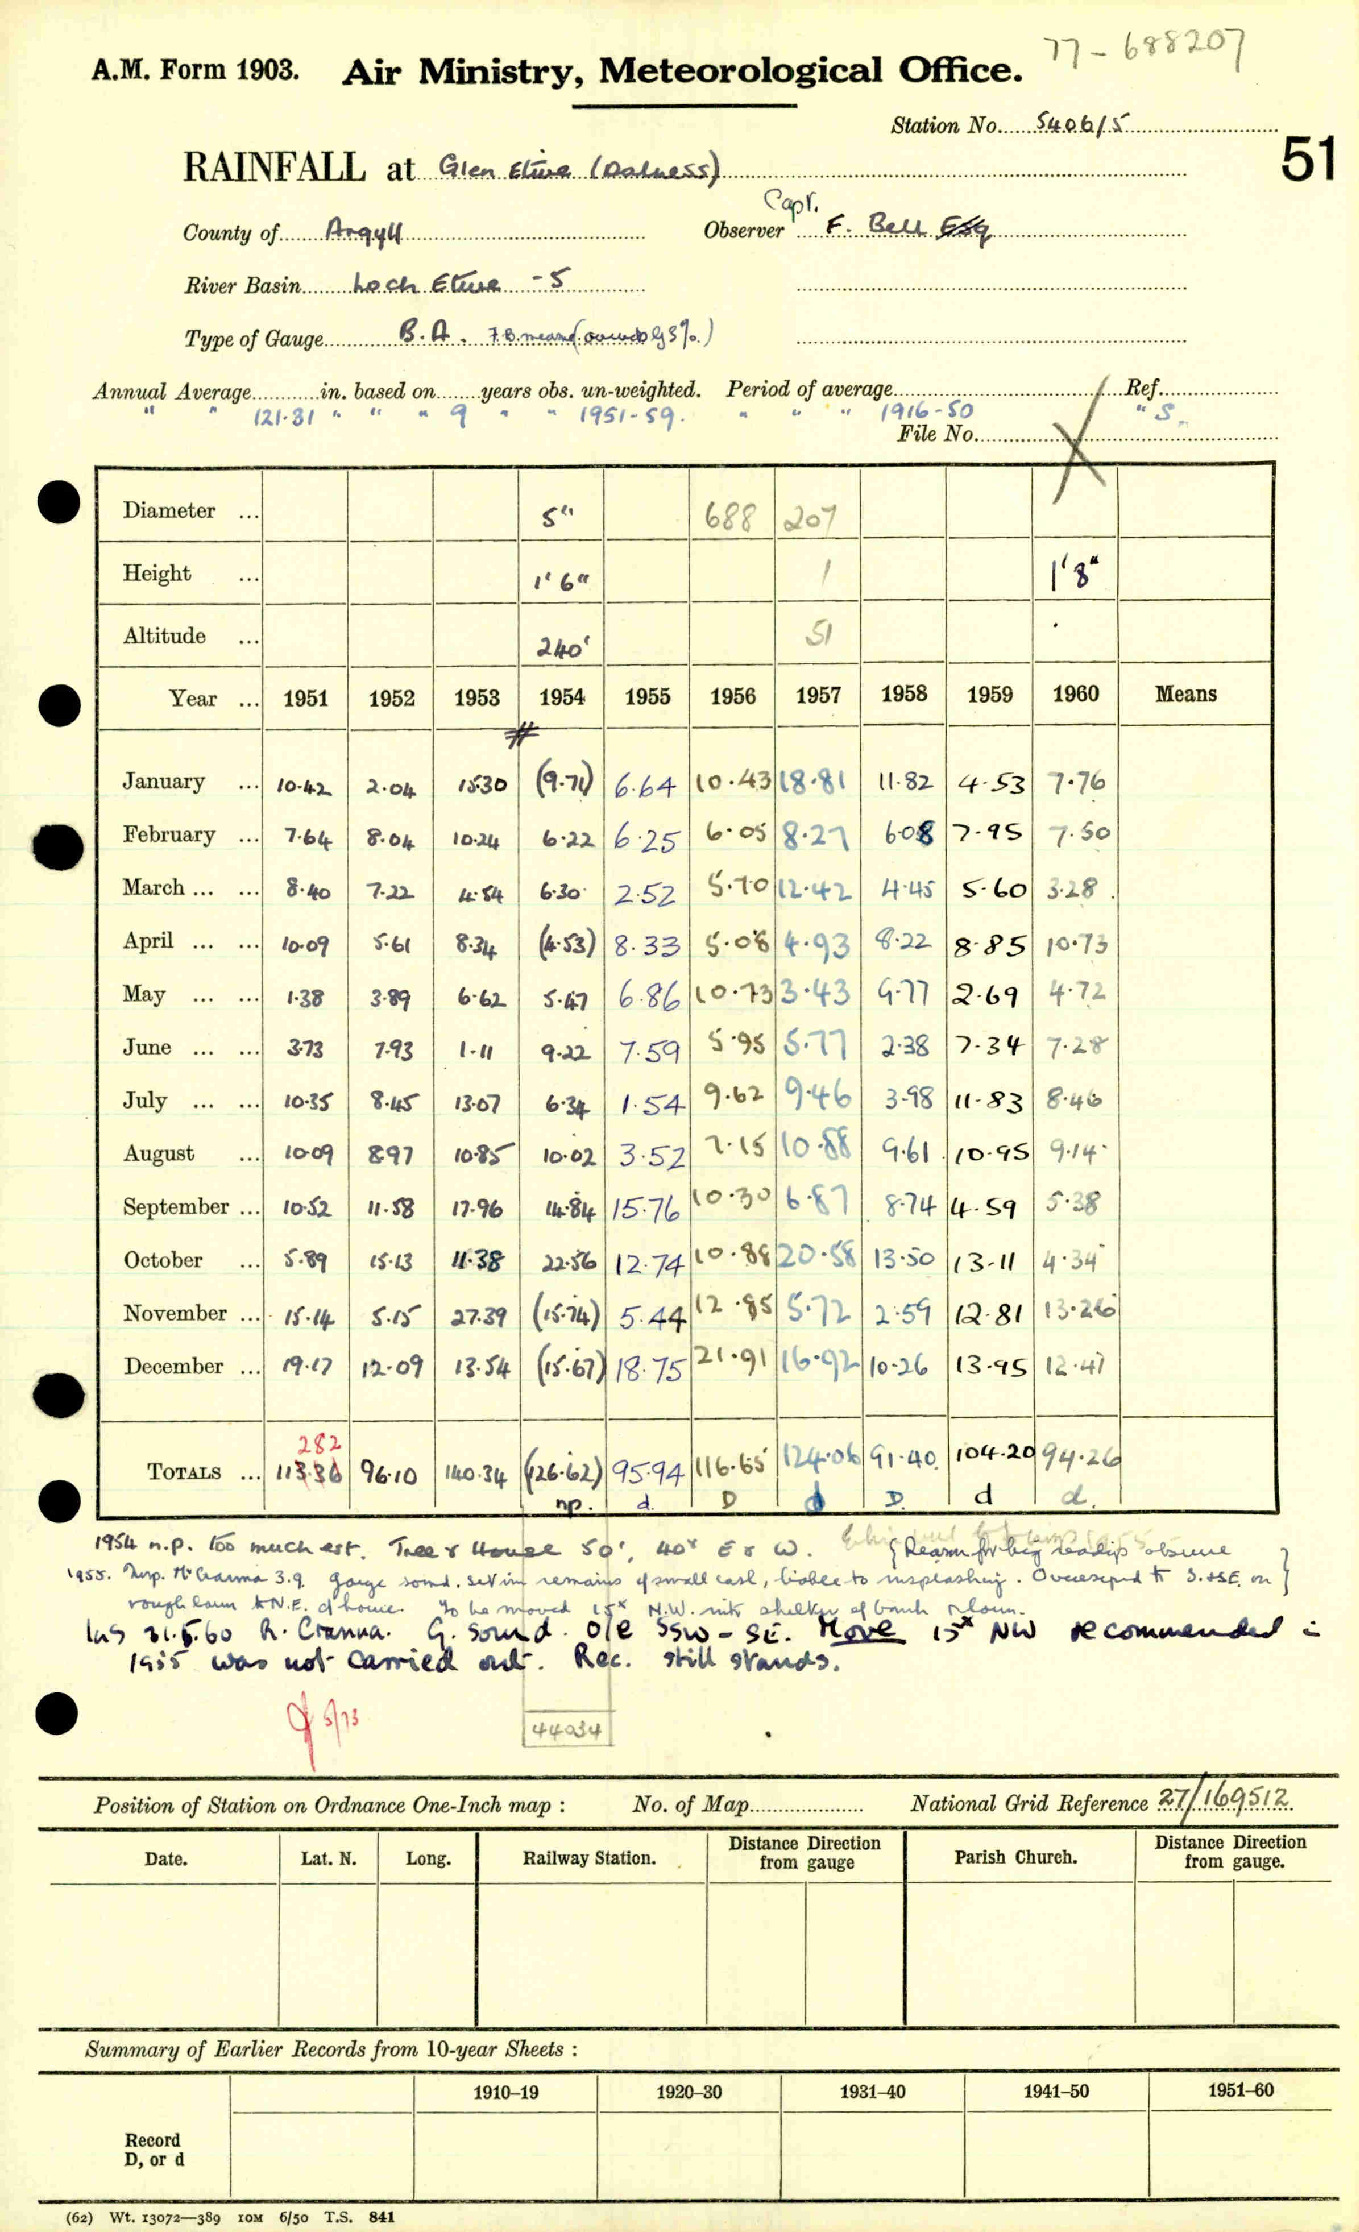 77 - 688207
A.M. Form 1903. Air Ministry, Meteorological Office.
Station No. 5406/5
51
RAINFALL at Glen Etive (Dalness)
Capt.
County of Argyll Observer F. Bell Esq
River Basin Loch Etive - 5
Type of Gauge B.A.
Annual Average in. based on years obs. un-weighted. Period of average Ref.
" " 121.31 " " " 9 " " 1951-59. " " " 1916-50 " S.
File No.
Diameter ... 5" 688 207
Height ... 1' 6" 1 1' 8"
Altitude ... 240' 51
Year ... 1951 1952 1953 1954 1955 1956 1957 1958 1959 1960 Means
#
January ... 10.42 2.04 15.30 (9.71) 6.64 10.43 18.81 11.82 4.53 7.76
February ... 7.64 8.04 10.24 6.22 6.25 6.05 8.27 6.08 7.95 7.50
March ... ... 8.40 7.22 4.54 6.30 2.52 5.70 12.42 4.45 5.60 3.28
April ... ... 10.09 5.61 8.34 (4.53) 8.33 5.08 4.93 8.22 8.85 10.73
May ... ... 1.38 3.89 6.62 5.47 6.86 10.73 3.43 9.77 2.69 4.72
June ... ... 3.73 7.93 1.11 9.22 7.59 5.95 5.77 2.38 7.34 7.28
July ... ... 10.35 8.45 13.07 6.34 1.54 9.62 9.46 3.98 11.83 8.46
August ... 10.09 8.97 10.85 10.02 3.52 7.15 10.88 9.61 10.95 9.14
September ... 10.52 11.58 17.96 14.84 15.76 10.30 6.87 8.74 4.59 5.38
October ... 5.89 15.13 11.38 22.56 12.74 10.88 20.58 13.50 13.11 4.34
November ... 15.14 5.15 27.39 (15.74) 5.44 12.85 5.72 2.59 12.81 13.26
December ... 19.17 12.09 13.54 (15.67) 18.75 21.91 16.92 10.26 13.95 12.41
282
TOTALS ... 113.36 96.10 140.34 (126.62) 95.94 116.65 124.06 91.40 104.20 94.26
n.p. d. D d D. d d.
1954 n.p. too much est. Tree & House 50', 40' E & W. {Reason for big readings obscure
1955. Insp. McCranna 3.9. gauge sound. set in remains of small cask, liable to insplashing. Overexposed to S. & SE. on }
rough lawn to N.E. of house. To be moved 15x N.W. into shelter of bank & lawn.
Ins 21.5.60 R. Cranna. G. sound. O/e SSW - SE. Move 15x NW recommended in
1955 was not carried out. Rec. still stands.
5/73
44034
Position of Station on Ordnance One-Inch map : No. of Map National Grid Reference 27/169512
Date. Lat. N. Long. Railway Station. Distance Direction from gauge Parish Church. Distance Direction from gauge.
Summary of Earlier Records from 10-year Sheets :
1910–19 1920–30 1931–40 1941–50 1951–60
Record
D, or d
(62) Wt. 13072—389 10M 6/50 T.S. 841